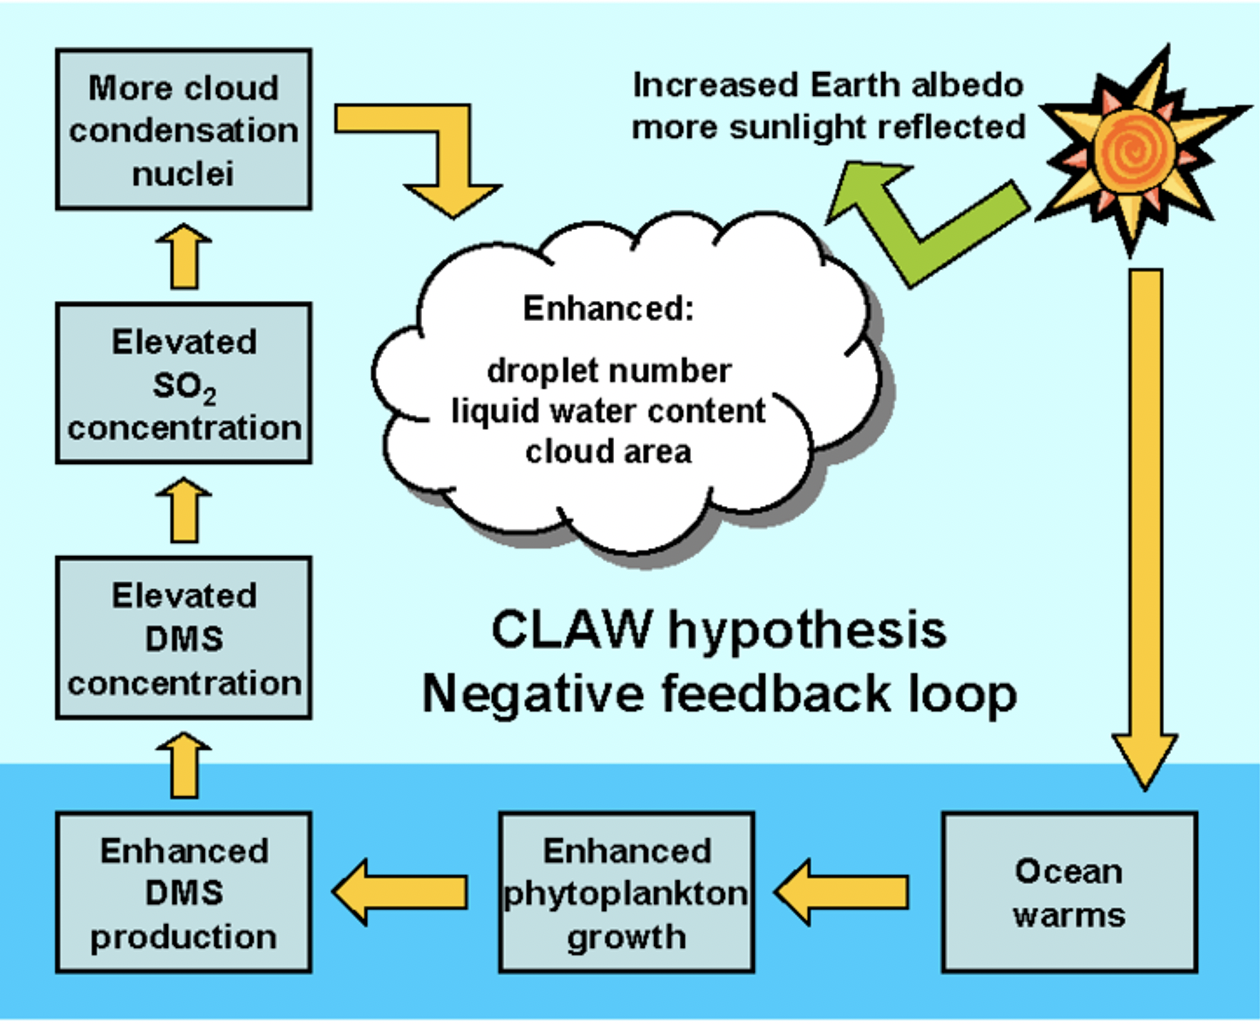 More cloud
condensation
nuclei
Increased Earth albedo
more sunlight reflected
Elevated
SO₂
concentration
Enhanced:
droplet number
liquid water content
cloud area
Elevated
DMS
concentration
CLAW hypothesis
Negative feedback loop
Enhanced
DMS
production
Enhanced
phytoplankton
growth
Ocean
warms